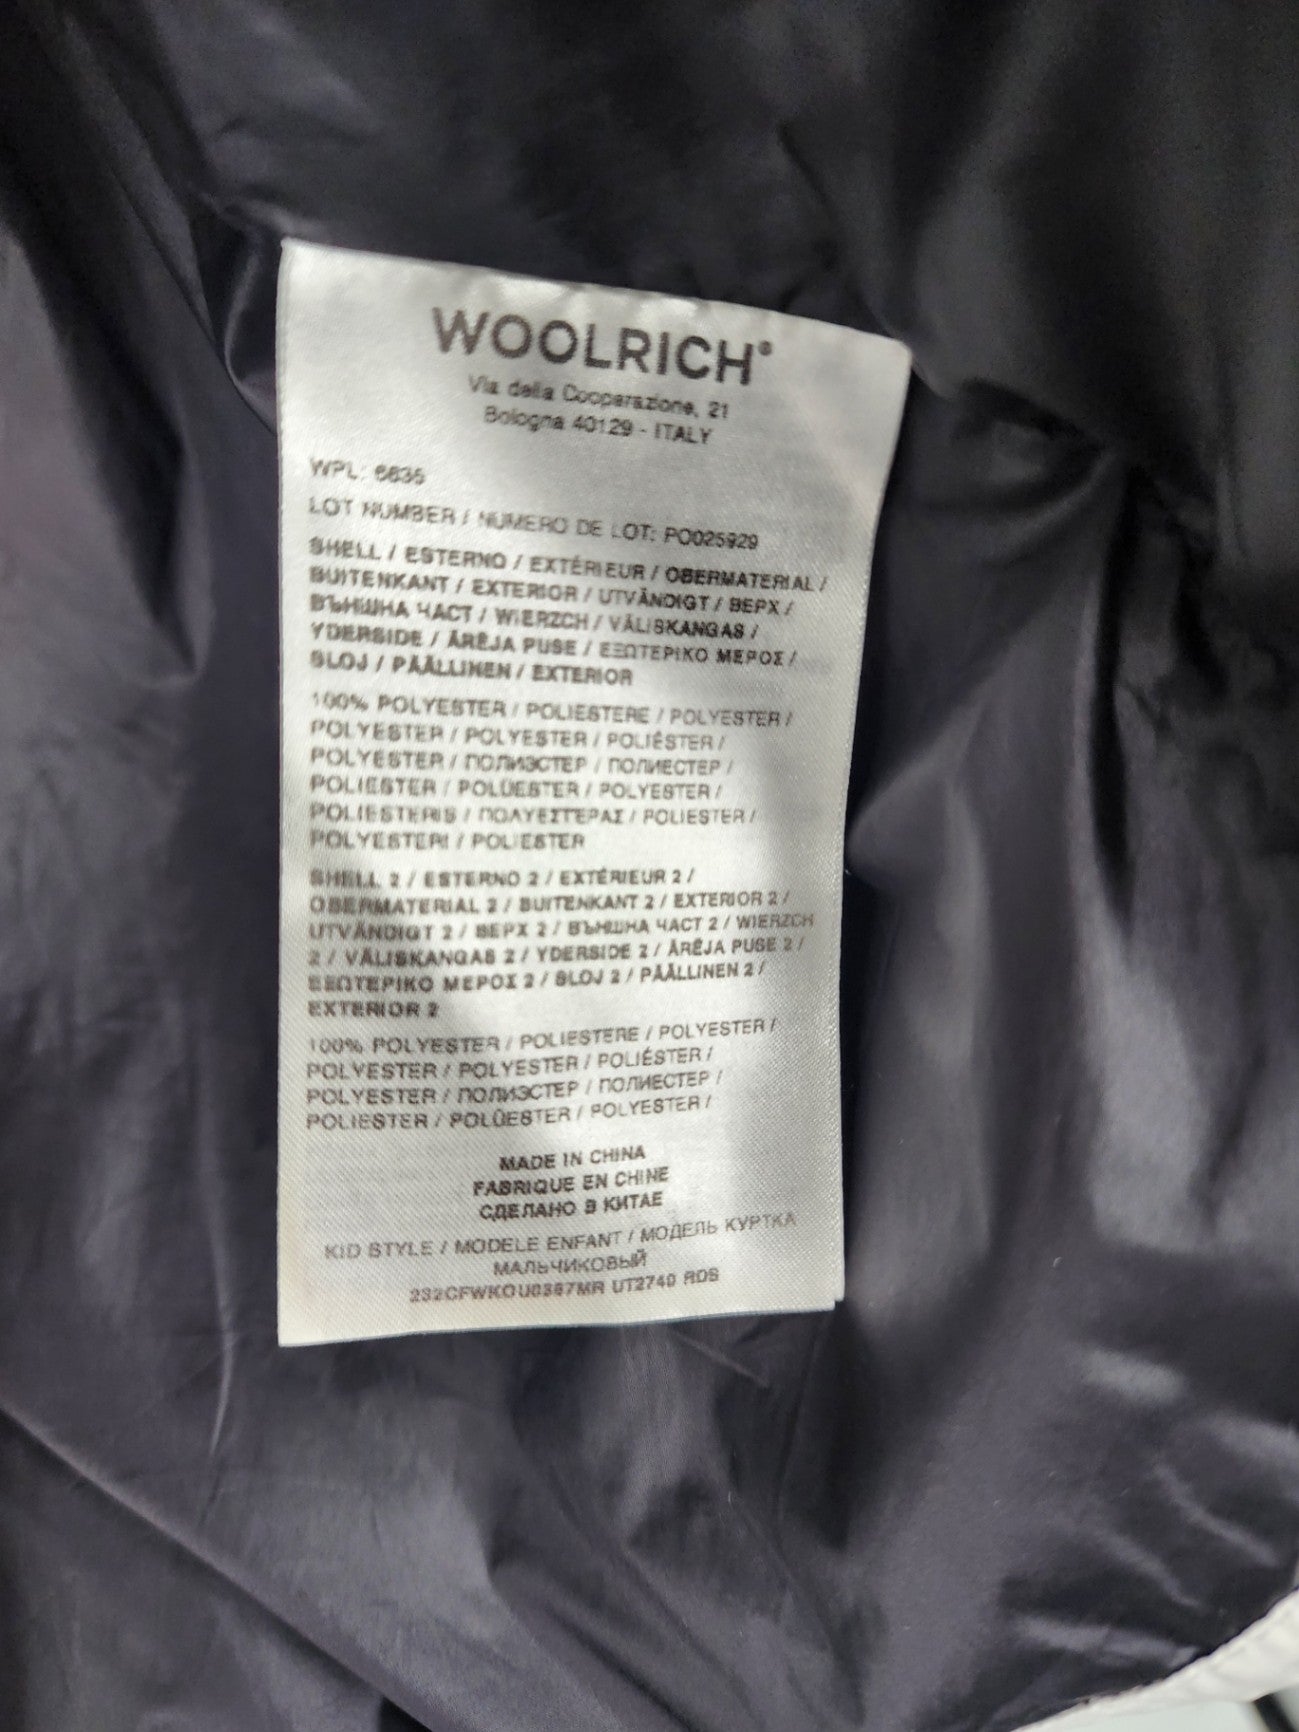 WOOLRICH®
Via della Cooperazione, 21
Bologna 40129 - ITALY
WPL: 6635
LOT NUMBER / NUMERO DE LOT: PO025929
SHELL / ESTERNO / EXTÉRIEUR / OBERMATERIAL /
BUITENKANT / EXTERIOR / UTVÄNDIGT / ВЕРХ /
ВЪНШНА ЧАСТ / WIERZCH / VÄLISKANGAS /
YDERSIDE / ĀRĒJA PUSE / ΕΞΩΤΕΡΙΚΟ ΜΕΡΟΣ /
SLOJ / PÄÄLLINEN / EXTERIOR
100% POLYESTER / POLIESTERE / POLYESTER /
POLYESTER / POLYESTER / POLIÉSTER /
POLYESTER / ПОЛИЭСТЕР / ПОЛИЕСТЕР /
POLIESTER / POLÜESTER / POLYESTER /
POLIESTERIS / ΠΟΛΥΕΣΤΕΡΑΣ / POLIESTER /
POLYESTERI / POLIESTER
SHELL 2 / ESTERNO 2 / EXTÉRIEUR 2 /
OBERMATERIAL 2 / BUITENKANT 2 / EXTERIOR 2 /
UTVÄNDIGT 2 / ВЕРХ 2 / ВЪНШНА ЧАСТ 2 / WIERZCH
2 / VÄLISKANGAS 2 / YDERSIDE 2 / ĀRĒJA PUSE 2 /
ΕΞΩΤΕΡΙΚΟ ΜΕΡΟΣ 2 / SLOJ 2 / PÄÄLLINEN 2 /
EXTERIOR 2
100% POLYESTER / POLIESTERE / POLYESTER /
POLYESTER / POLYESTER / POLIÉSTER /
POLYESTER / ПОЛИЭСТЕР / ПОЛИЕСТЕР /
POLIESTER / POLÜESTER / POLYESTER /
MADE IN CHINA
FABRIQUE EN CHINE
СДЕЛАНО В КИТАЕ
KID STYLE / MODELE ENFANT / МОДЕЛЬ КУРТКА
МАЛЬЧИКОВЫЙ
232CFWKOU0367MR UT2740 RDS